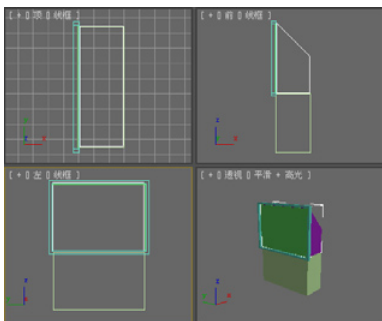 [ + 0 顶 0 线框 ]
[ + 0 前 0 线框 ]
[ + 0 左 0 线框 ]
[ + 0 透视 0 平滑 + 高光 ]